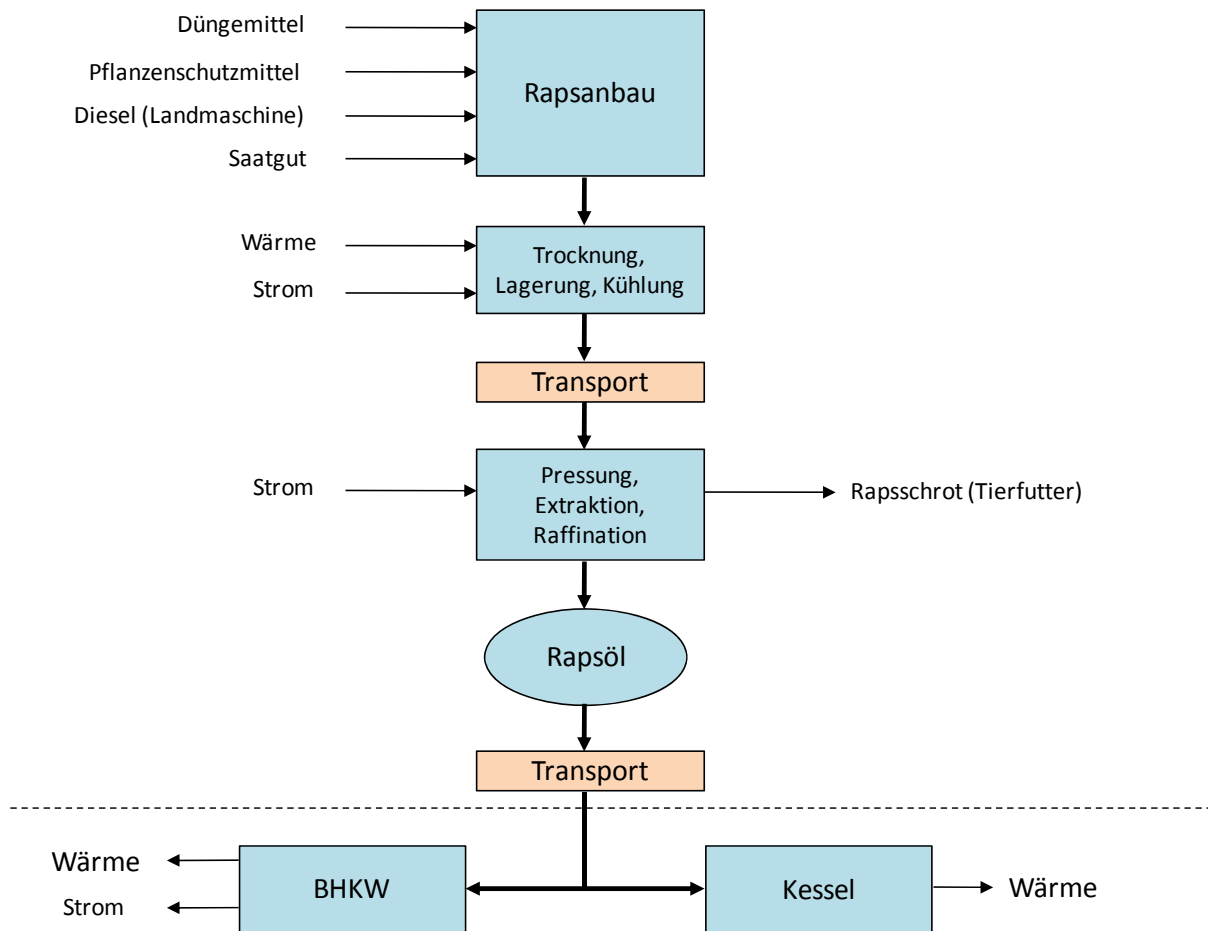 Düngemittel
Pflanzenschutzmittel
Diesel (Landmaschine)
Saatgut
Rapsanbau
Wärme
Strom
Trocknung,
Lagerung, Kühlung
Transport
Strom
Pressung,
Extraktion,
Raffination
Rapsschrot (Tierfutter)
Rapsöl
Transport
Wärme
Strom
BHKW
Kessel
Wärme